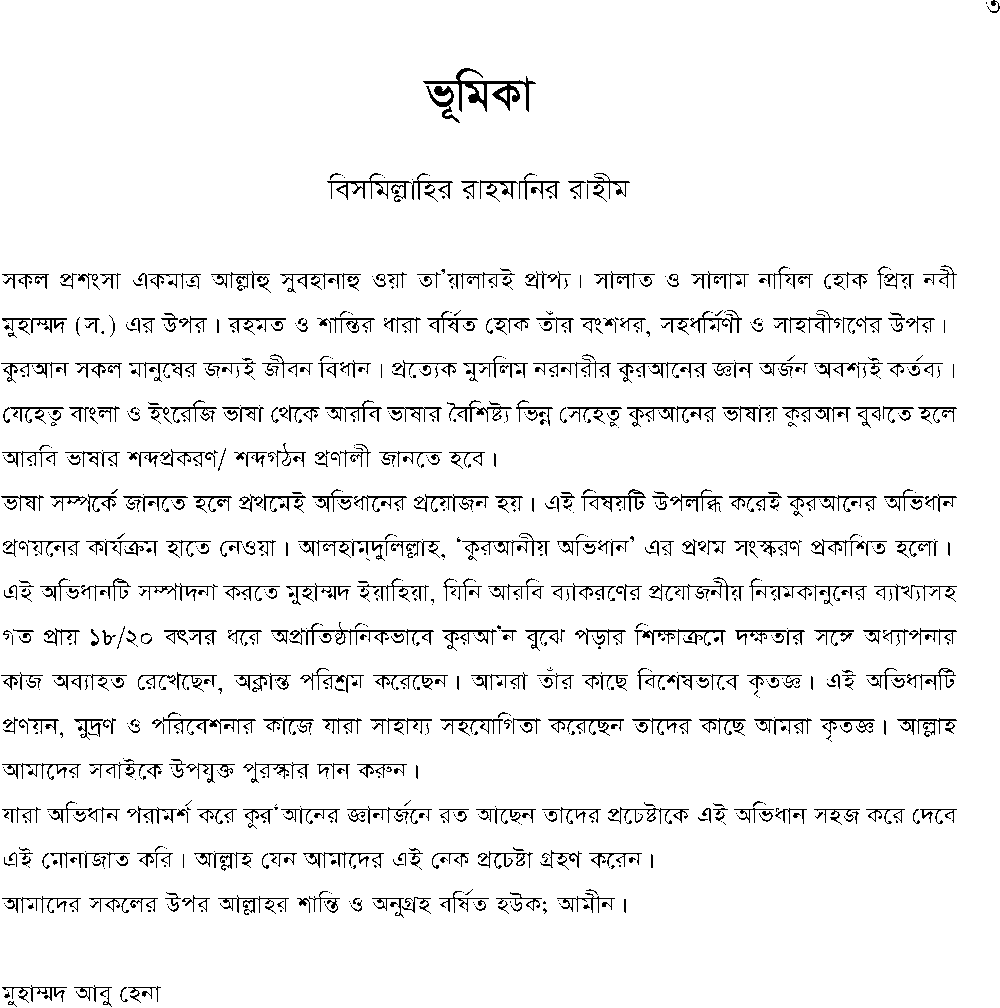 ৩
ভূমিকা
বিসমিল্লাহির রাহমানির রাহীম
সকল প্রশংসা একমাত্র আল্লাহু সুবহানাহু ওয়া তা’য়ালারই প্রাপ্য। সালাত ও সালাম নাযিল হোক প্রিয় নবী
মুহাম্মদ (স.) এর উপর। রহমত ও শান্তির ধারা বর্ষিত হোক তাঁর বংশধর, সহধর্মিণী ও সাহাবীগণের উপর।
কুরআন সকল মানুষের জন্যই জীবন বিধান। প্রত্যেক মুসলিম নরনারীর কুরআনের জ্ঞান অর্জন অবশ্যই কর্তব্য।
যেহেতু বাংলা ও ইংরেজি ভাষা থেকে আরবি ভাষার বৈশিষ্ট্য ভিন্ন সেহেতু কুরআনের ভাষায় কুরআন বুঝতে হলে
আরবি ভাষার শব্দপ্রকরণ/ শব্দগঠন প্রণালী জানতে হবে।
ভাষা সম্পর্কে জানতে হলে প্রথমেই অভিধানের প্রয়োজন হয়। এই বিষয়টি উপলব্ধি করেই কুরআনের অভিধান
প্রণয়নের কার্যক্রম হাতে নেওয়া। আলহাম্‌দুলিল্লাহ, ‘কুরআনীয় অভিধান’ এর প্রথম সংস্করণ প্রকাশিত হলো।
এই অভিধানটি সম্পাদনা করতে মুহাম্মদ ইয়াহিয়া, যিনি আরবি ব্যাকরণের প্রযোজনীয় নিয়মকানুনের ব্যাখ্যাসহ
গত প্রায় ১৮/২০ বৎসর ধরে অপ্রাতিষ্ঠানিকভাবে কুরআ’ন বুঝে পড়ার শিক্ষাক্রমে দক্ষতার সঙ্গে অধ্যাপনার
কাজ অব্যাহত রেখেছেন, অক্লান্ত পরিশ্রম করেছেন। আমরা তাঁর কাছে বিশেষভাবে কৃতজ্ঞ। এই অভিধানটি
প্রণয়ন, মুদ্রণ ও পরিবেশনার কাজে যারা সাহায্য সহযোগিতা করেছেন তাদের কাছে আমরা কৃতজ্ঞ। আল্লাহ
আমাদের সবাইকে উপযুক্ত পুরস্কার দান করুন।
যারা অভিধান পরামর্শ করে কুর‘আনের জ্ঞানার্জনে রত আছেন তাদের প্রচেষ্টাকে এই অভিধান সহজ করে দেবে
এই মোনাজাত করি। আল্লাহ যেন আমাদের এই নেক প্রচেষ্টা গ্রহণ করেন।
আমাদের সকলের উপর আল্লাহর শান্তি ও অনুগ্রহ বর্ষিত হউক; আমীন।
মুহাম্মদ আবু হেনা